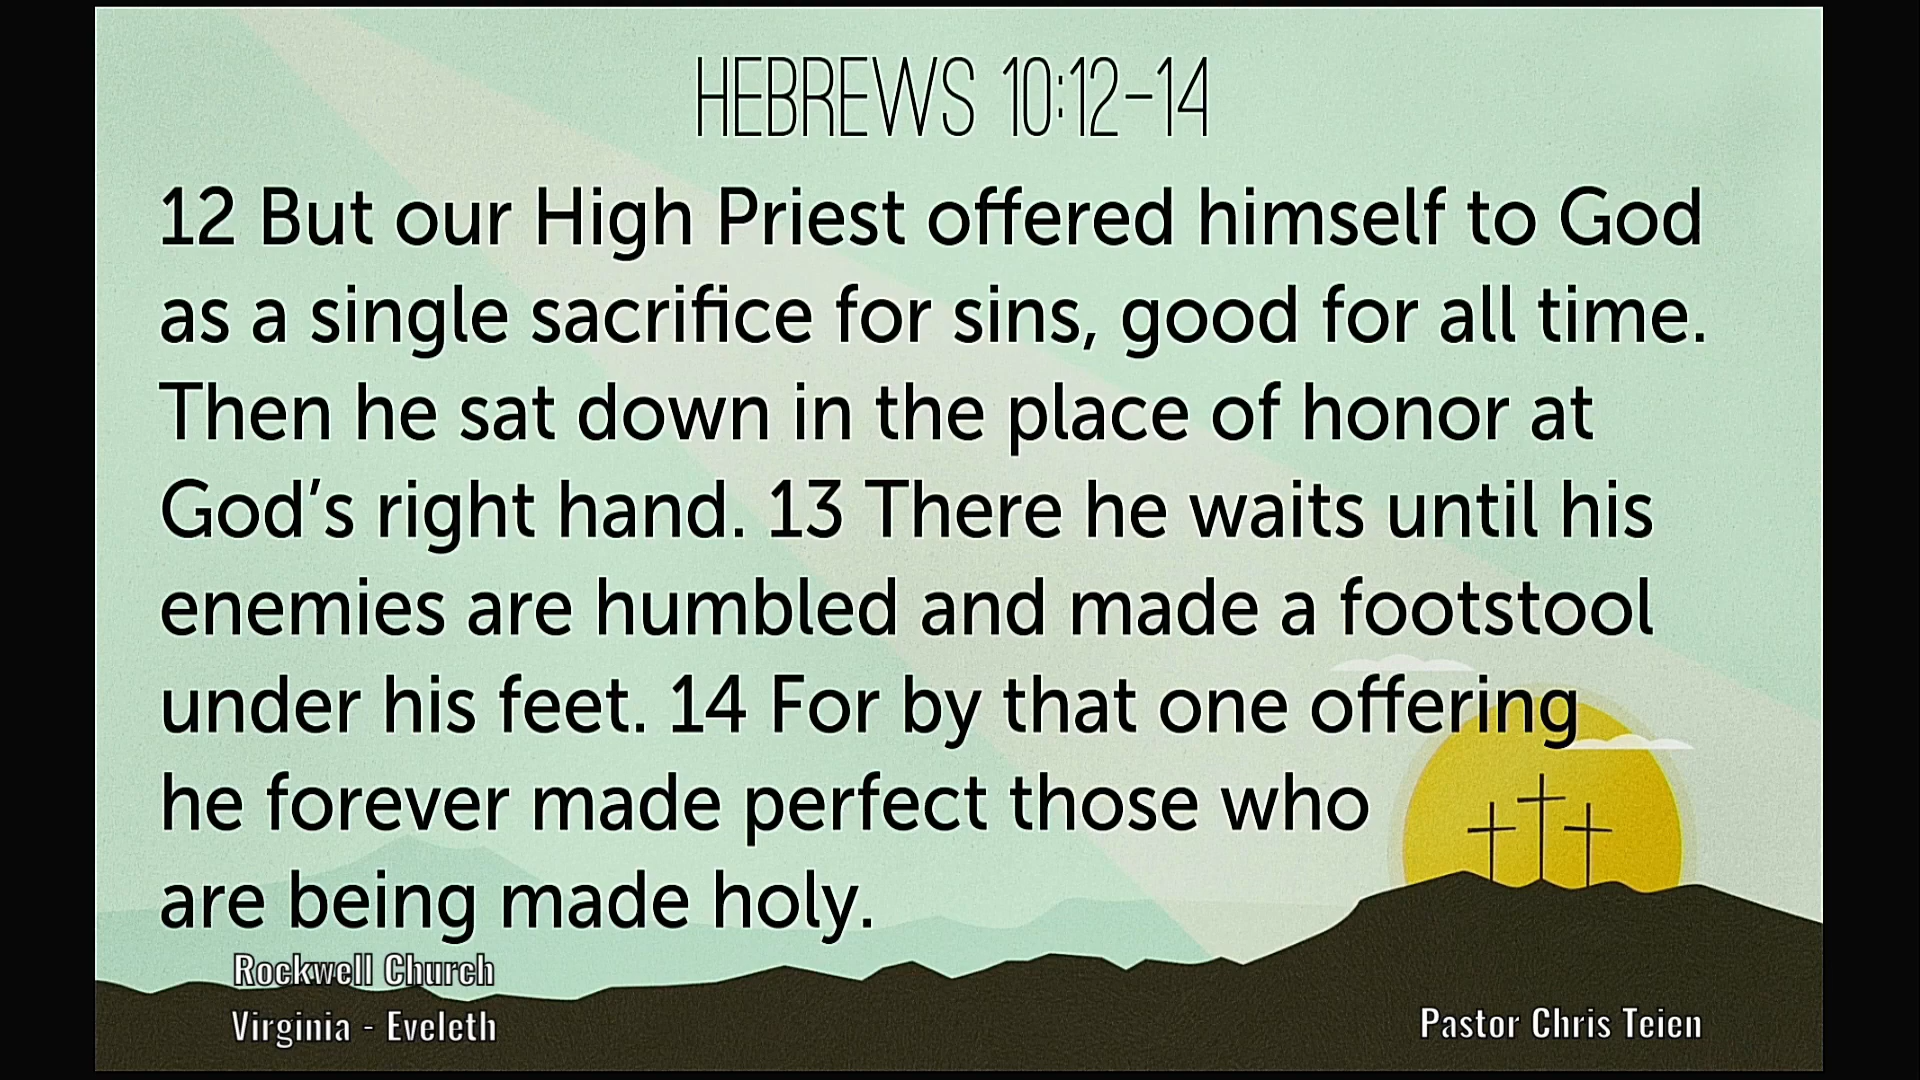 HEBREWS 10:12-14
12 But our High Priest offered himself to God
as a single sacrifice for sins, good for all time.
Then he sat down in the place of honor at
God’s right hand. 13 There he waits until his
enemies are humbled and made a footstool
under his feet. 14 For by that one offering
he forever made perfect those who
are being made holy.
Rockwell Church
Virginia - Eveleth
Pastor Chris Teien